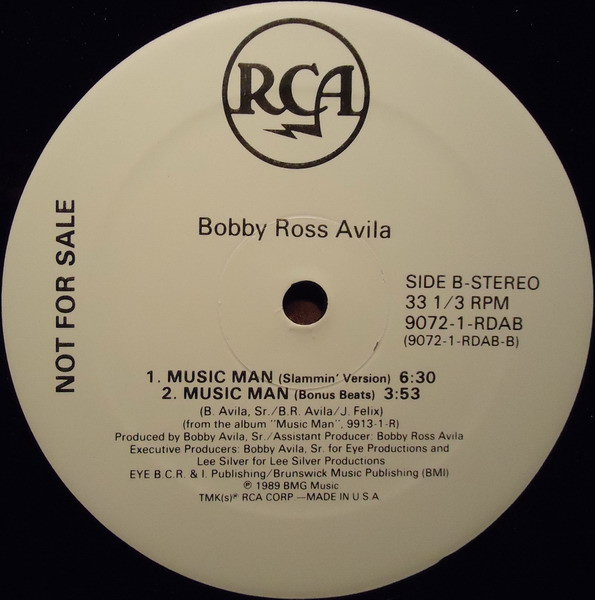 RCA
Bobby Ross Avila
NOT FOR SALE
SIDE B-STEREO
33 1/3 RPM
9072-1-RDAB
(9072-1-RDAB-B)
1. MUSIC MAN (Slammin' Version) 6:30
2. MUSIC MAN (Bonus Beats) 3:53
(B. Avila, Sr./B.R. Avila/J. Felix)
(from the album "Music Man", 9913-1-R)
Produced by Bobby Avila, Sr./Assistant Producer: Bobby Ross Avila
Executive Producers: Bobby Avila, Sr. for Eye Productions and
Lee Silver for Lee Silver Productions
EYE B.C.R. & I. Publishing/Brunswick Music Publishing (BMI)
℗ 1989 BMG Music
TMK(s)® RCA CORP.—MADE IN U.S.A.